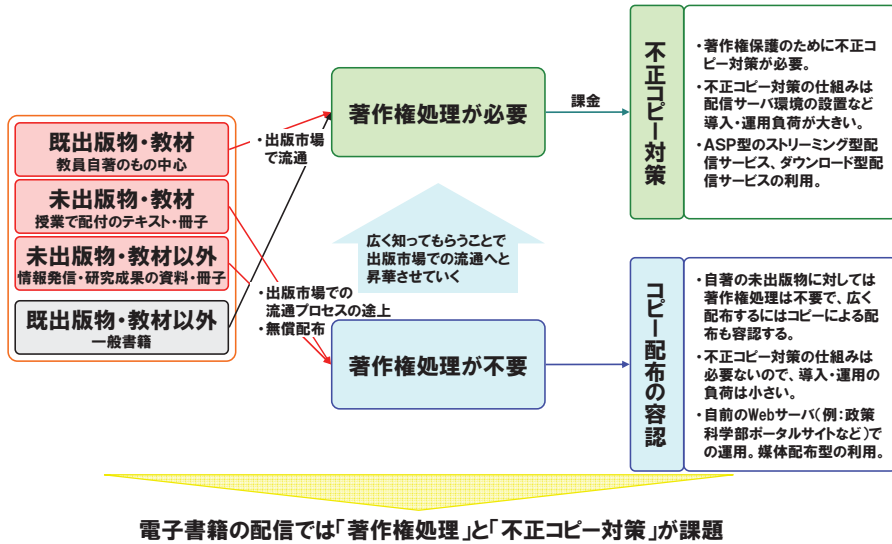 既出版物・教材
教員自著のもの中心
未出版物・教材
授業で配付のテキスト・冊子
未出版物・教材以外
情報発信・研究成果の資料・冊子
既出版物・教材以外
一般書籍
・出版市場
で流通
・出版市場での
流通プロセスの途上
・無償配布
著作権処理が必要
課金
広く知ってもらうことで
出版市場での流通へと
昇華させていく
著作権処理が不要
不正コピー対策
・著作権保護のために不正コ
ピー対策が必要。
・不正コピー対策の仕組みは
配信サーバ環境の設置など
導入・運用負荷が大きい。
・ASP型のストリーミング型配
信サービス、ダウンロード型配
信サービスの利用。
コピー配布の容認
・自著の未出版物に対しては
著作権処理は不要で、広く
配布するにはコピーによる配
布も容認する。
・不正コピー対策の仕組みは
必要ないので、導入・運用の
負荷は小さい。
・自前のWebサーバ(例:政策
科学部ポータルサイトなど)で
の運用。媒体配布型の利用。
電子書籍の配信では「著作権処理」と「不正コピー対策」が課題